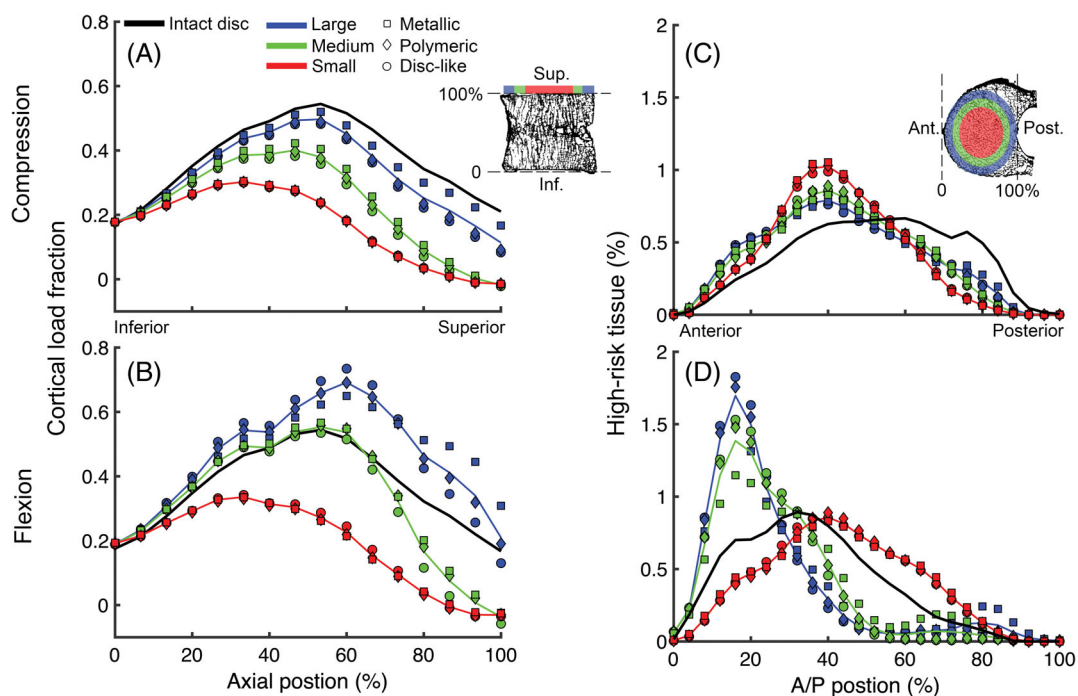 Intact disc
Large
Medium
Small
Metallic
Polymeric
Disc-like
(A)
Compression
Cortical load fraction
0.8
0.6
0.4
0.2
0
Sup.
100%
0
Inf.
Inferior
Superior
(C)
High-risk tissue (%)
2
1.5
1
0.5
0
Ant.
Post.
0
100%
Anterior
Posterior
(B)
Flexion
0.8
0.6
0.4
0.2
0
0 20 40 60 80 100
Axial postion (%)
(D)
2
1.5
1
0.5
0
0 20 40 60 80 100
A/P postion (%)